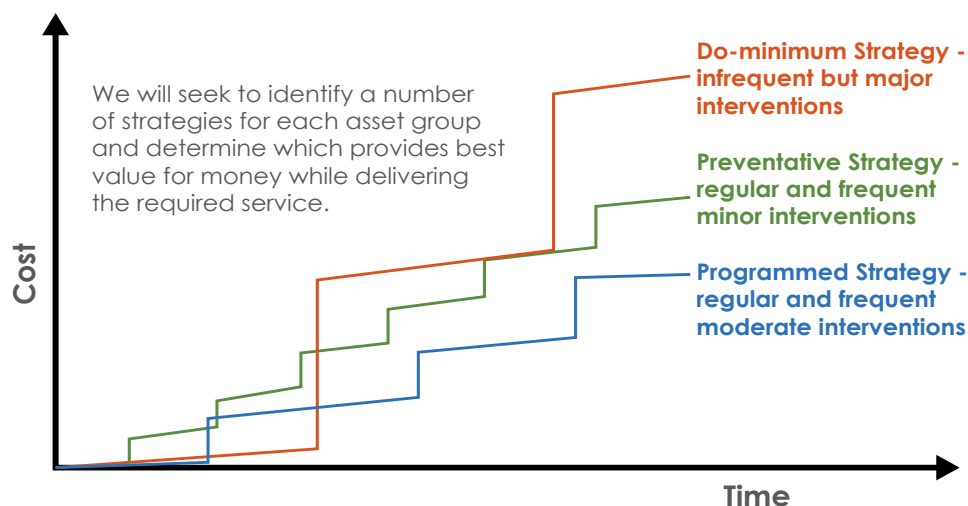 Do-minimum Strategy -
infrequent but major
interventions
We will seek to identify a number
of strategies for each asset group
and determine which provides best
value for money while delivering
the required service.
Preventative Strategy -
regular and frequent
minor interventions
Cost
Programmed Strategy -
regular and frequent
moderate interventions
Time